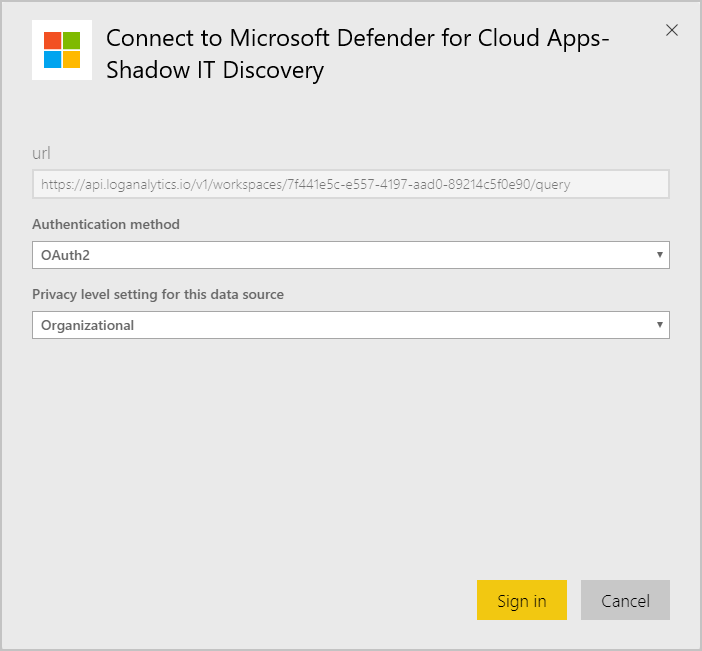 Connect to Microsoft Defender for Cloud Apps-
Shadow IT Discovery
url
https://api.loganalytics.io/v1/workspaces/7f441e5c-e557-4197-aad0-89214c5f0e90/query
Authentication method
OAuth2
Privacy level setting for this data source
Organizational
Sign in
Cancel